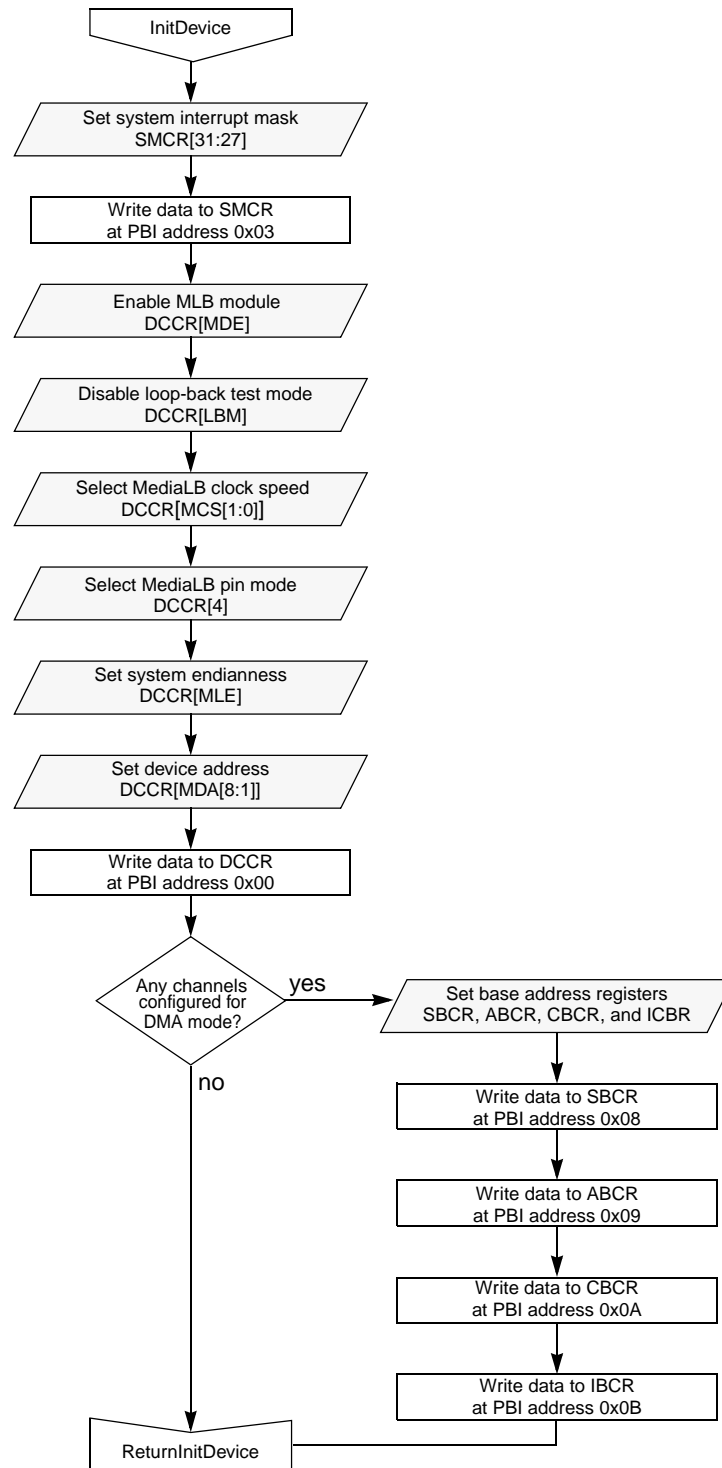 InitDevice
Set system interrupt mask
SMCR[31:27]
Write data to SMCR
at PBI address 0x03
Enable MLB module
DCCR[MDE]
Disable loop-back test mode
DCCR[LBM]
Select MediaLB clock speed
DCCR[MCS[1:0]]
Select MediaLB pin mode
DCCR[4]
Set system endianness
DCCR[MLE]
Set device address
DCCR[MDA[8:1]]
Write data to DCCR
at PBI address 0x00
Any channels
configured for
DMA mode?
yes
no
Set base address registers
SBCR, ABCR, CBCR, and ICBR
Write data to SBCR
at PBI address 0x08
Write data to ABCR
at PBI address 0x09
Write data to CBCR
at PBI address 0x0A
Write data to IBCR
at PBI address 0x0B
ReturnInitDevice